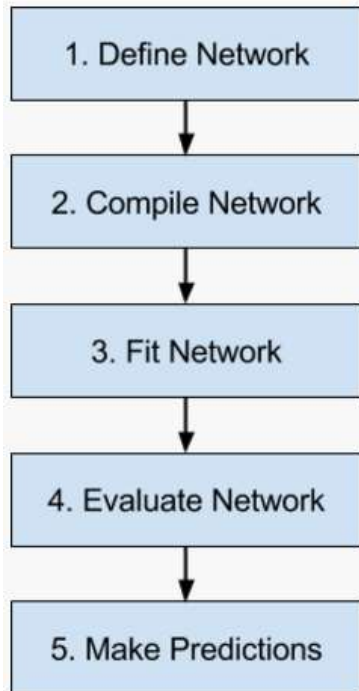 1. Define Network
2. Compile Network
3. Fit Network
4. Evaluate Network
5. Make Predictions